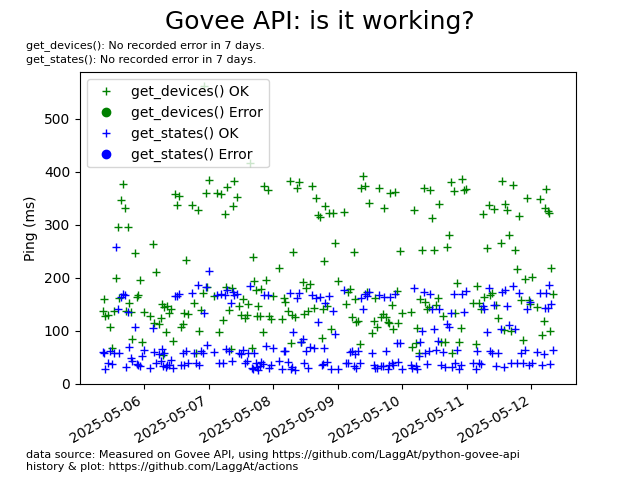 Govee API: is it working?
get_devices(): No recorded error in 7 days.
get_states(): No recorded error in 7 days.
get_devices() OK
get_devices() Error
get_states() OK
get_states() Error
Ping (ms)
500
400
300
200
100
0
2025-05-06
2025-05-07
2025-05-08
2025-05-09
2025-05-10
2025-05-11
2025-05-12
data source: Measured on Govee API, using https://github.com/LaggAt/python-govee-api
history & plot: https://github.com/LaggAt/actions